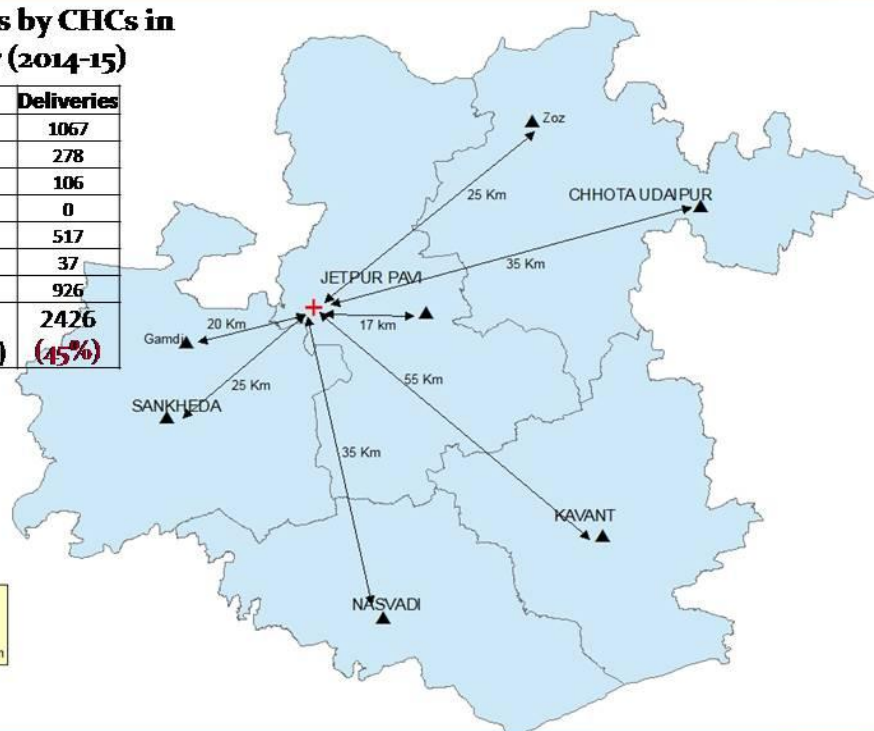 s by CHCs in
(2014-15)
Deliveries
1067
278
106
0
517
37
926
2426
(45%)
Zoz
25 Km
CHHOTA UDAIPUR
35 Km
JETPUR PAVI
20 Km
17 km
Gamdi
25 Km
55 Km
SANKHEDA
35 Km
KAVANT
NASVADI